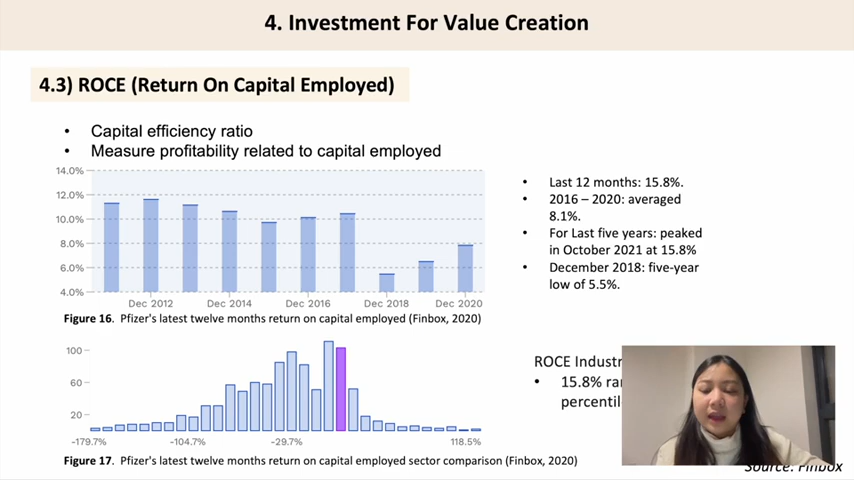 4. Investment For Value Creation
4.3) ROCE (Return On Capital Employed)
• Capital efficiency ratio
• Measure profitability related to capital employed
14.0%
12.0%
10.0%
8.0%
6.0%
4.0%
Dec 2012 Dec 2014 Dec 2016 Dec 2018 Dec 2020
Figure 16. Pfizer's latest twelve months return on capital employed (Finbox, 2020)
• Last 12 months: 15.8%.
• 2016 – 2020: averaged
8.1%.
• For Last five years: peaked
in October 2021 at 15.8%
• December 2018: five-year
low of 5.5%.
100
60
20
-179.7% -104.7% -29.7% 118.5%
Figure 17. Pfizer's latest twelve months return on capital employed sector comparison (Finbox, 2020)
ROCE
• 15.8%
Source: Finbox